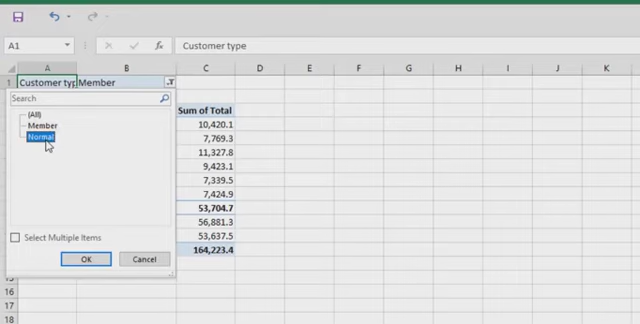 A1 fx Customer type
A B C D E F G H I J K
1 Customer typ Member
Search
(All)
Member
Normal
Select Multiple Items
OK Cancel
Sum of Total
10,420.1
7,769.3
11,327.8
9,423.1
7,339.5
7,424.9
53,704.7
56,881.3
53,637.5
164,223.4
16
17
18